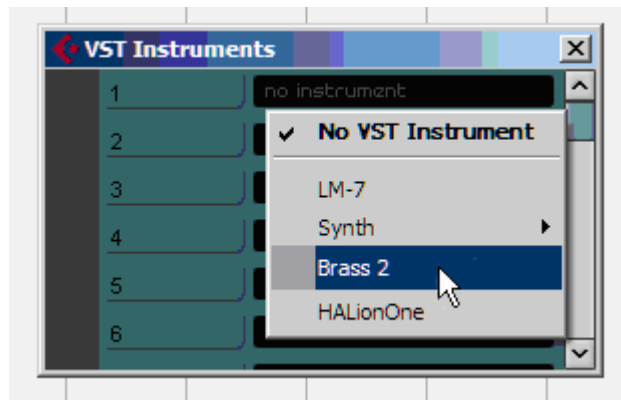 VST Instruments
1 no instrument
2
3
4
5
6
No VST Instrument
LM-7
Synth
Brass 2
HALionOne